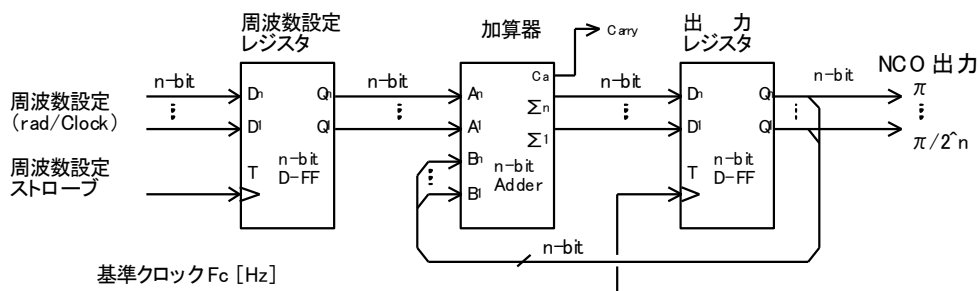 周波数設定
レジスタ
加算器
出　　力
レジスタ
Carry
n-bit
n-bit
n-bit
n-bit
NCO 出力
周波数設定
(rad/Clock)
周波数設定
ストローブ
Dn
D1
T
Qn
Q1
n-bit
D-FF
An
A1
Bn
B1
Ca
Σn
Σ1
n-bit
Adder
Dn
D1
T
Qn
Q1
n-bit
D-FF
π
π/2^n
n-bit
基準クロックFc [Hz]